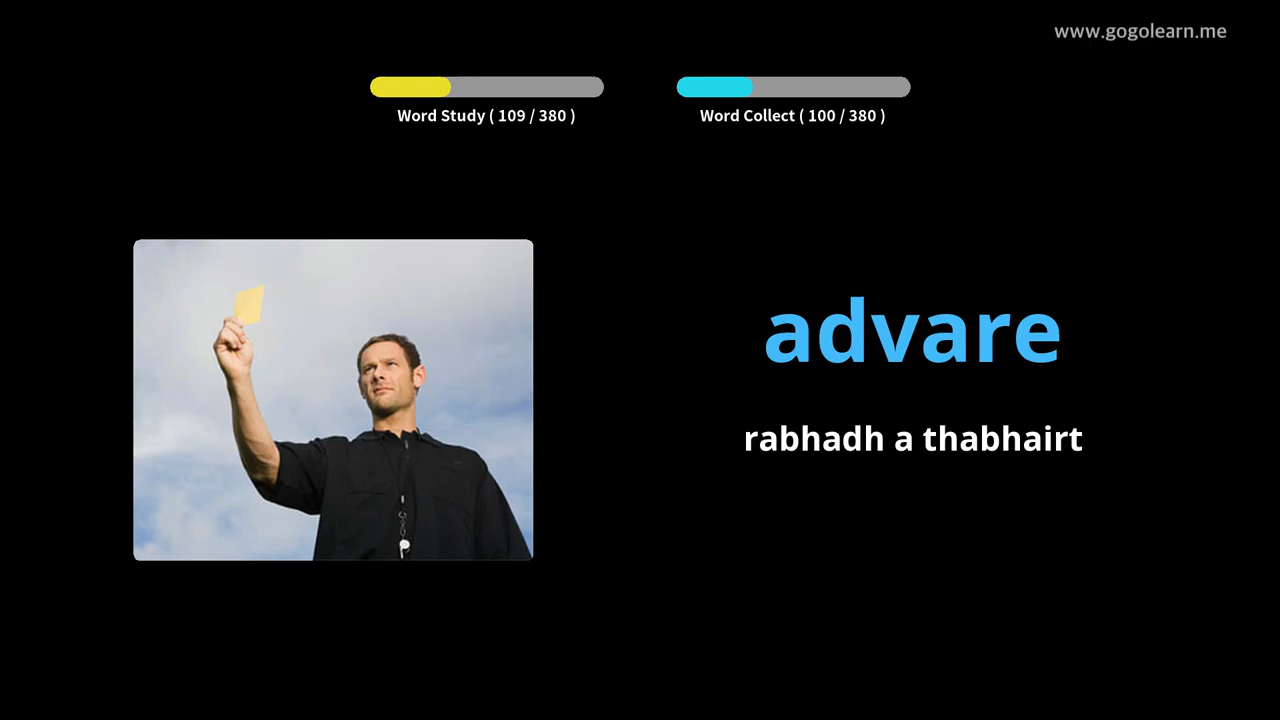 www.gogolearn.me
Word Study ( 109 / 380 )
Word Collect ( 100 / 380 )
advare
rabhadh a thabhairt